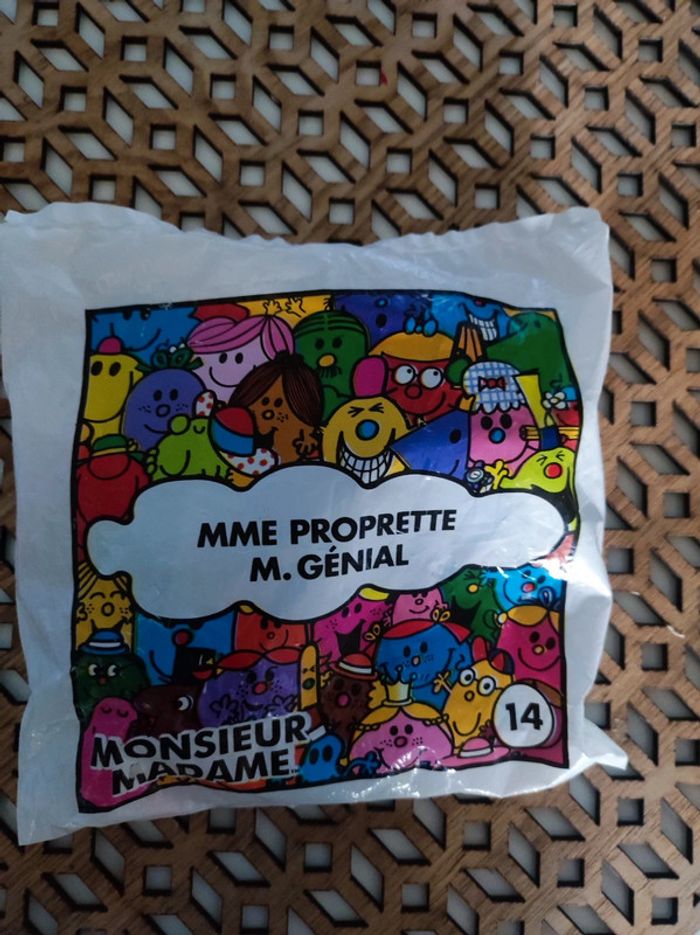 MME PROPRETTE
M. GÉNIAL
14
MONSIEUR
MADAME